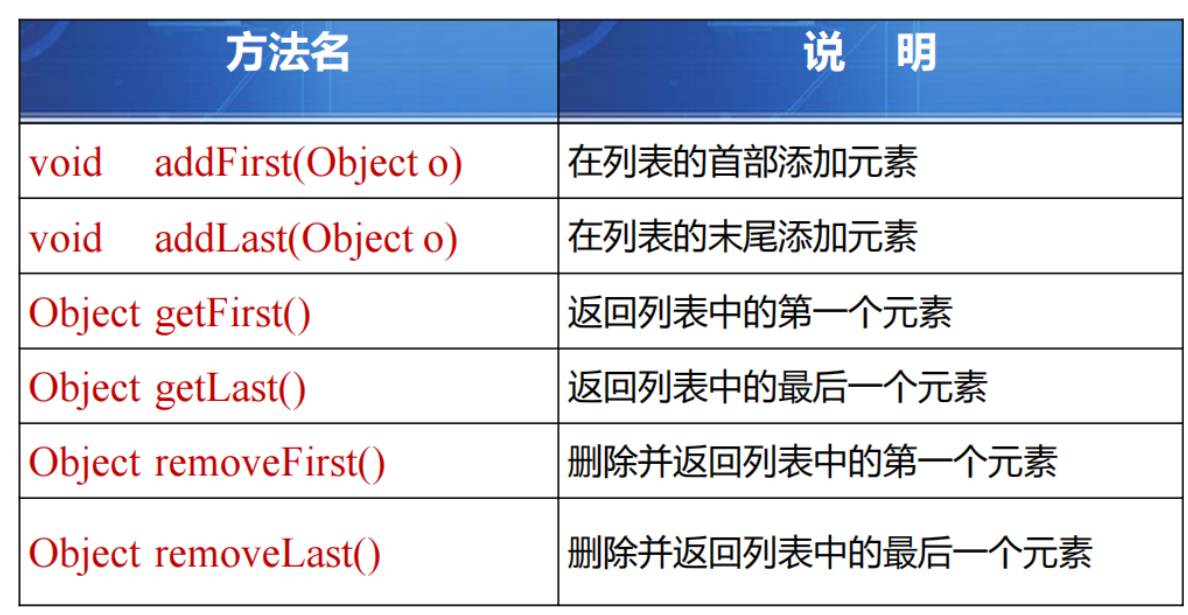 方法名 说 明
void addFirst(Object o) 在列表的首部添加元素
void addLast(Object o) 在列表的末尾添加元素
Object getFirst() 返回列表中的第一个元素
Object getLast() 返回列表中的最后一个元素
Object removeFirst() 删除并返回列表中的第一个元素
Object removeLast() 删除并返回列表中的最后一个元素